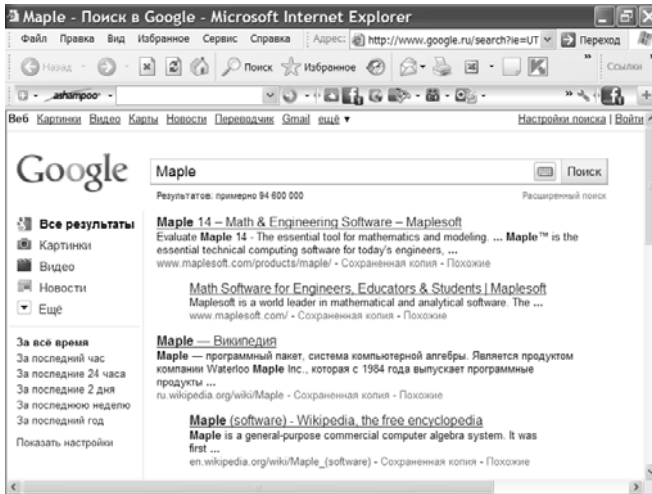 Maple - Поиск в Google - Microsoft Internet Explorer
Файл Правка Вид Избранное Сервис Справка Адрес: http://www.google.ru/search?ie=UT Переход
Назад Поиск Избранное Ссылки
ashampoo
Веб Картинки Видео Карты Новости Переводчик Gmail ещё ▼ Настройки поиска | Войти
Google
Maple Поиск
Результатов: примерно 94 600 000 Расширенный поиск
Все результаты
Картинки
Видео
Новости
Ещё
За всё время
За последний час
За последние 24 часа
За последние 2 дня
За последнюю неделю
За последний год
Показать настройки
Maple 14 – Math & Engineering Software – Maplesoft
Evaluate Maple 14 - The essential tool for mathematics and modeling. ... Maple™ is the
essential technical computing software for today's engineers, ...
www.maplesoft.com/products/maple/ - Сохраненная копия - Похожие
Math Software for Engineers, Educators & Students | Maplesoft
Maplesoft is a world leader in mathematical and analytical software. The ...
www.maplesoft.com/ - Сохраненная копия - Похожие
Maple — Википедия
Maple — программный пакет, система компьютерной алгебры. Является продуктом
компании Waterloo Maple Inc., которая с 1984 года выпускает программные
продукты ...
ru.wikipedia.org/wiki/Maple - Сохраненная копия - Похожие
Maple (software) - Wikipedia, the free encyclopedia
Maple is a general-purpose commercial computer algebra system. It was
first ...
en.wikipedia.org/wiki/Maple_(software) - Сохраненная копия - Похожие